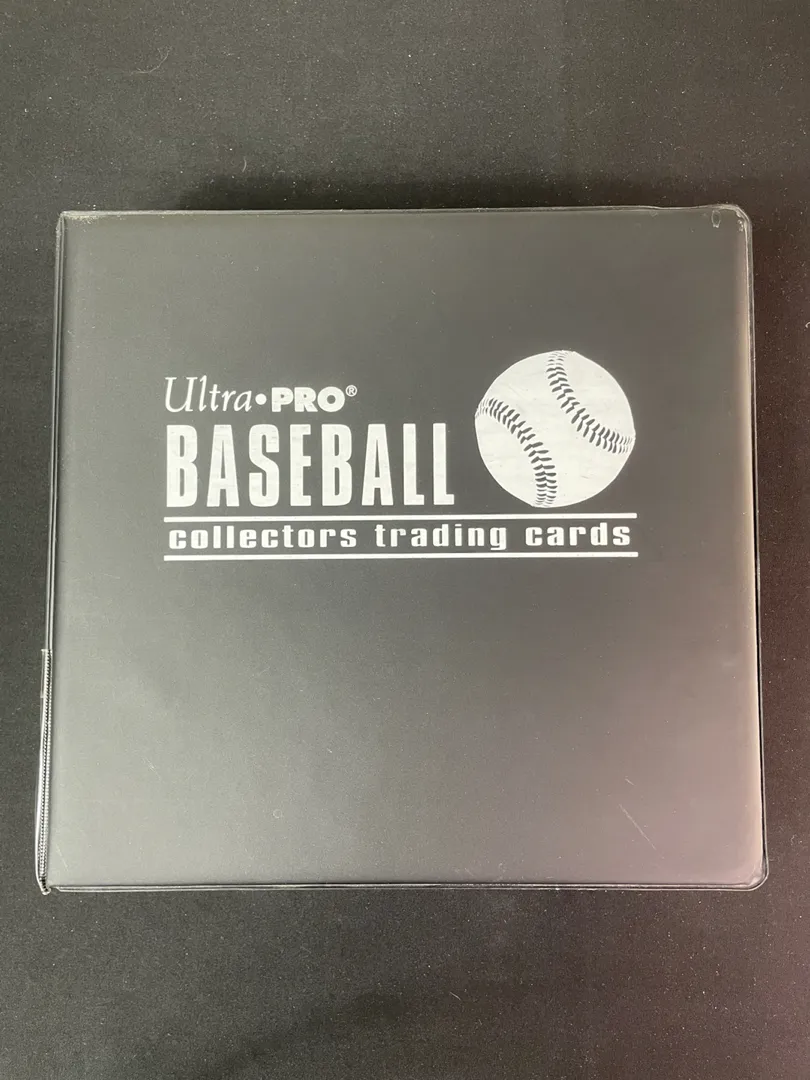 Ultra•PRO®
BASEBALL
collectors trading cards